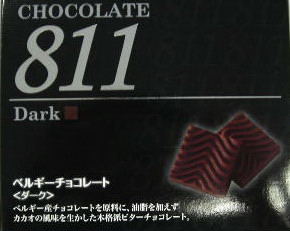 CHOCOLATE
811
Dark
ベルギーチョコレート
<ダーク>
ベルギー産チョコレートを原料に、油脂を加えず
カカオの風味を生かした本格派ビターチョコレート。